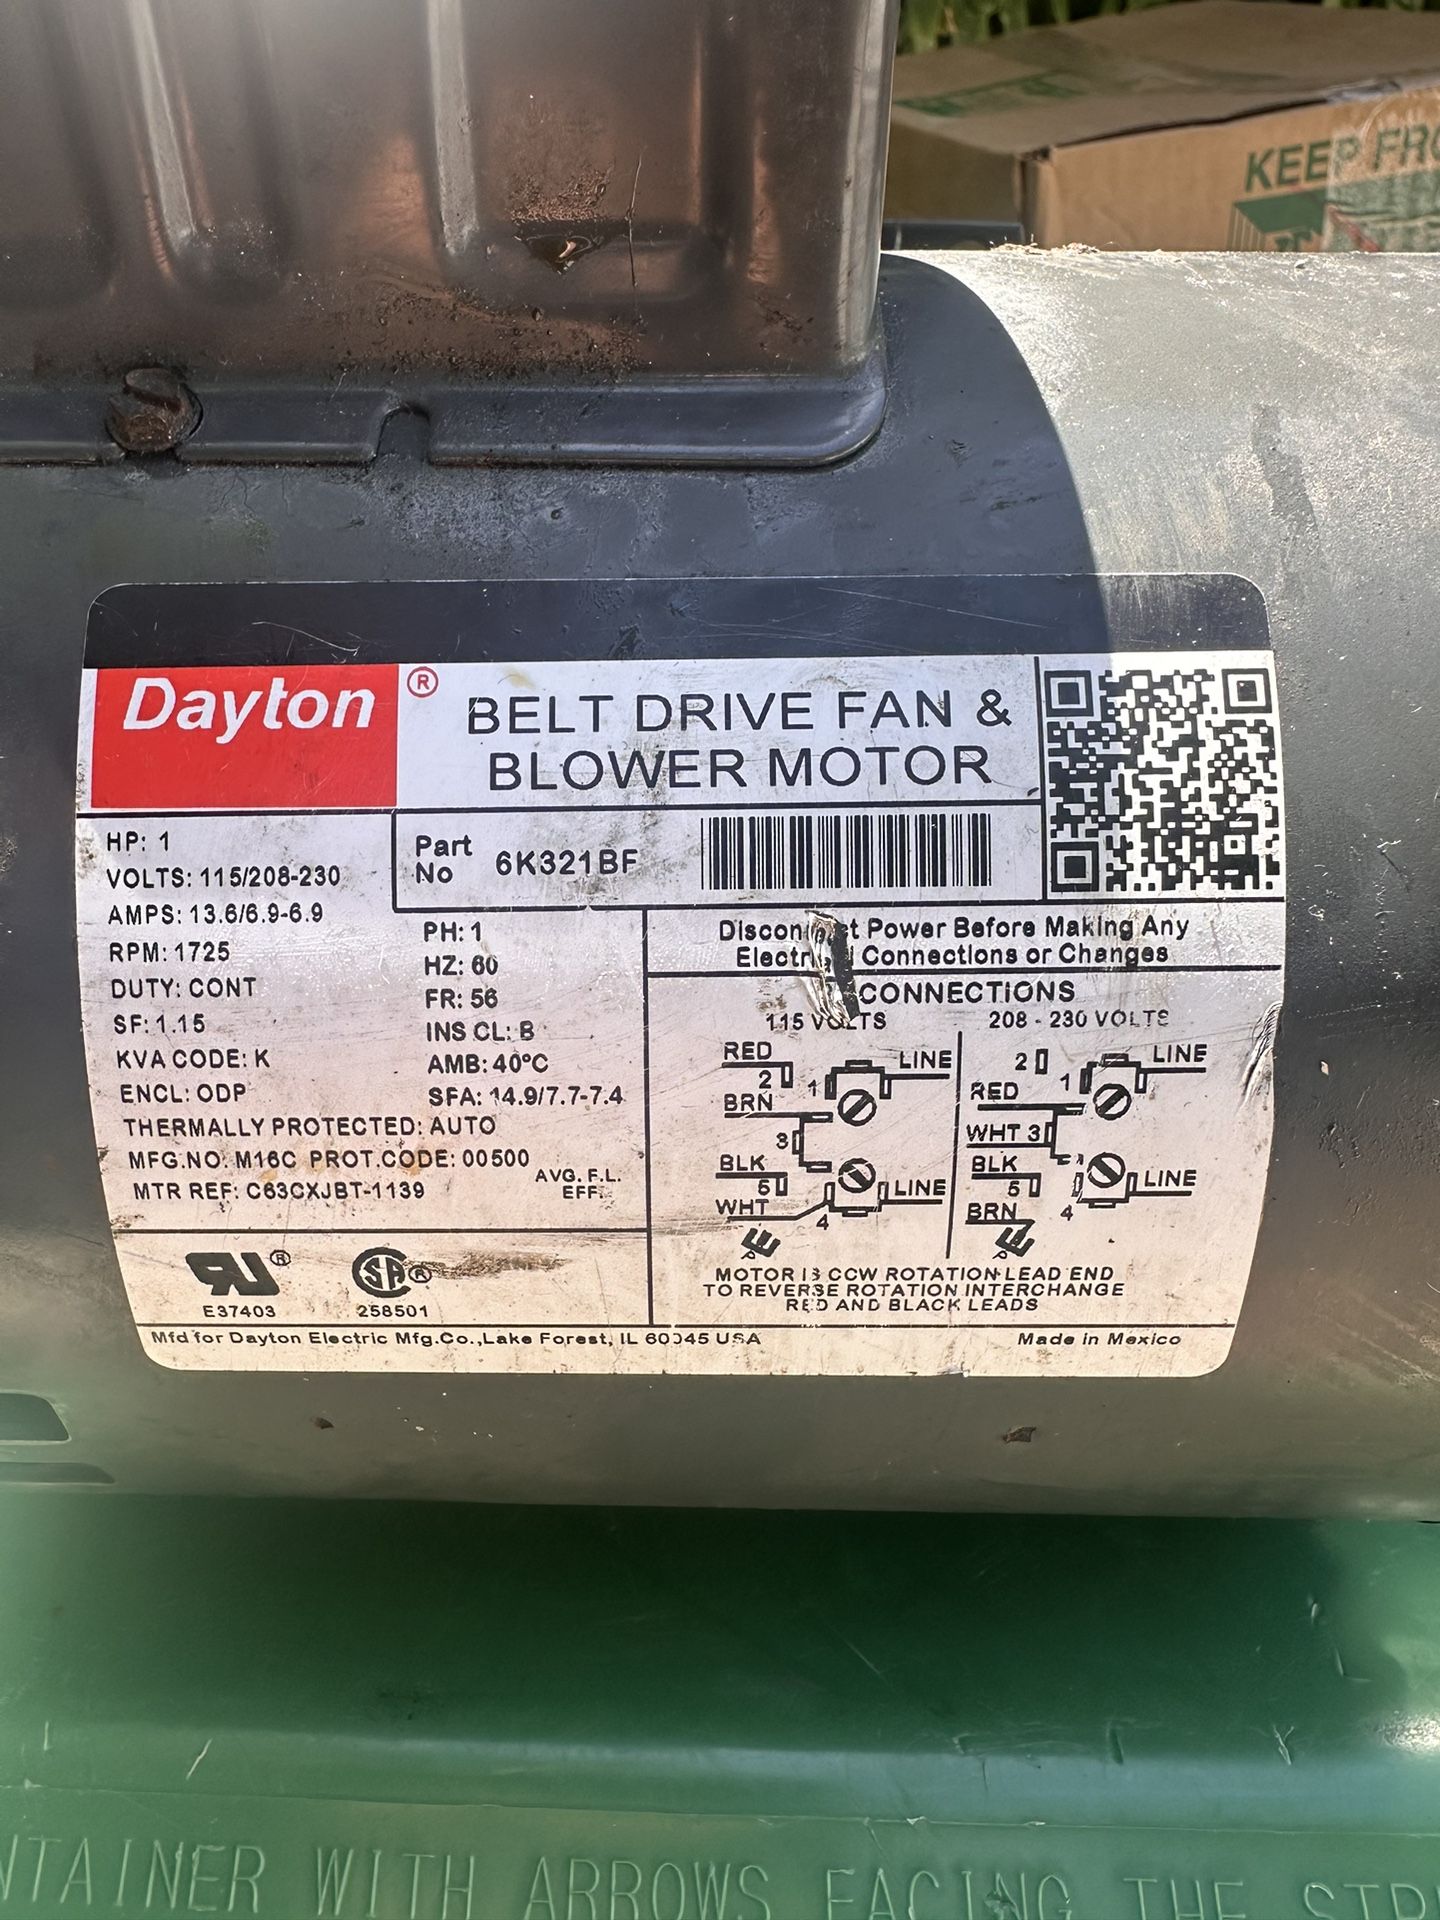 KEEP FRO
Dayton ®
BELT DRIVE FAN &
BLOWER MOTOR
HP: 1
VOLTS: 115/208-230
AMPS: 13.6/6.9-6.9
RPM: 1725
DUTY: CONT
SF: 1.15
KVA CODE: K
ENCL: ODP
THERMALLY PROTECTED: AUTO
MFG.NO: M16C PROT.CODE: 00500
MTR REF: C63CXJBT-1139
AVG. F.L.
EFF.
Part
No 6K321BF
PH: 1
HZ: 60
FR: 56
INS CL: B
AMB: 40°C
SFA: 14.9/7.7-7.4
Power Before Making Any
Connections or Changes
CONNECTIONS
115 VOLTS
RED
2
1
LINE
BRN
3
BLK
5
LINE
WHT
4
208 - 230 VOLTS
2
1
LINE
RED
WHT 3
BLK
5
LINE
BRN
4
MOTOR IS CCW ROTATION LEAD END
TO REVERSE ROTATION INTERCHANGE
RED AND BLACK LEADS
®
E37403
SA ®
258501
Mfd for Dayton Electric Mfg.Co., Lake Forest, IL 60045 USA
Made in Mexico
NTAINER WITH ARROWS FACING THE STR